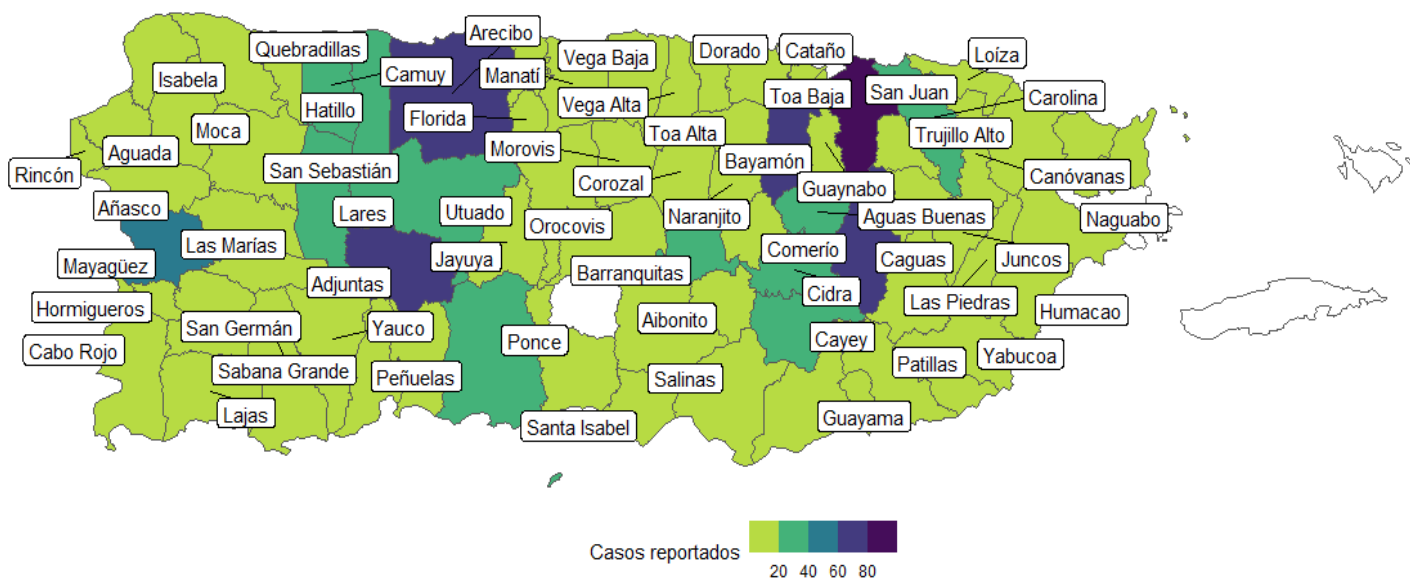 Arecibo
Quebradillas
Vega Baja
Dorado
Cataño
Loíza
Isabela
Camuy
Manatí
Hatillo
Vega Alta
Toa Baja
San Juan
Carolina
Florida
Moca
Toa Alta
Trujillo Alto
Aguada
Morovis
Bayamón
Rincón
San Sebastián
Corozal
Guaynabo
Canóvanas
Añasco
Lares
Utuado
Orocovis
Naranjito
Aguas Buenas
Naguabo
Las Marías
Comerío
Mayagüez
Jayuya
Barranquitas
Caguas
Juncos
Adjuntas
Cidra
Las Piedras
Hormigueros
Humacao
San Germán
Yauco
Aibonito
Cabo Rojo
Ponce
Cayey
Yabucoa
Sabana Grande
Peñuelas
Salinas
Patillas
Lajas
Santa Isabel
Guayama
Casos reportados
20 40 60 80